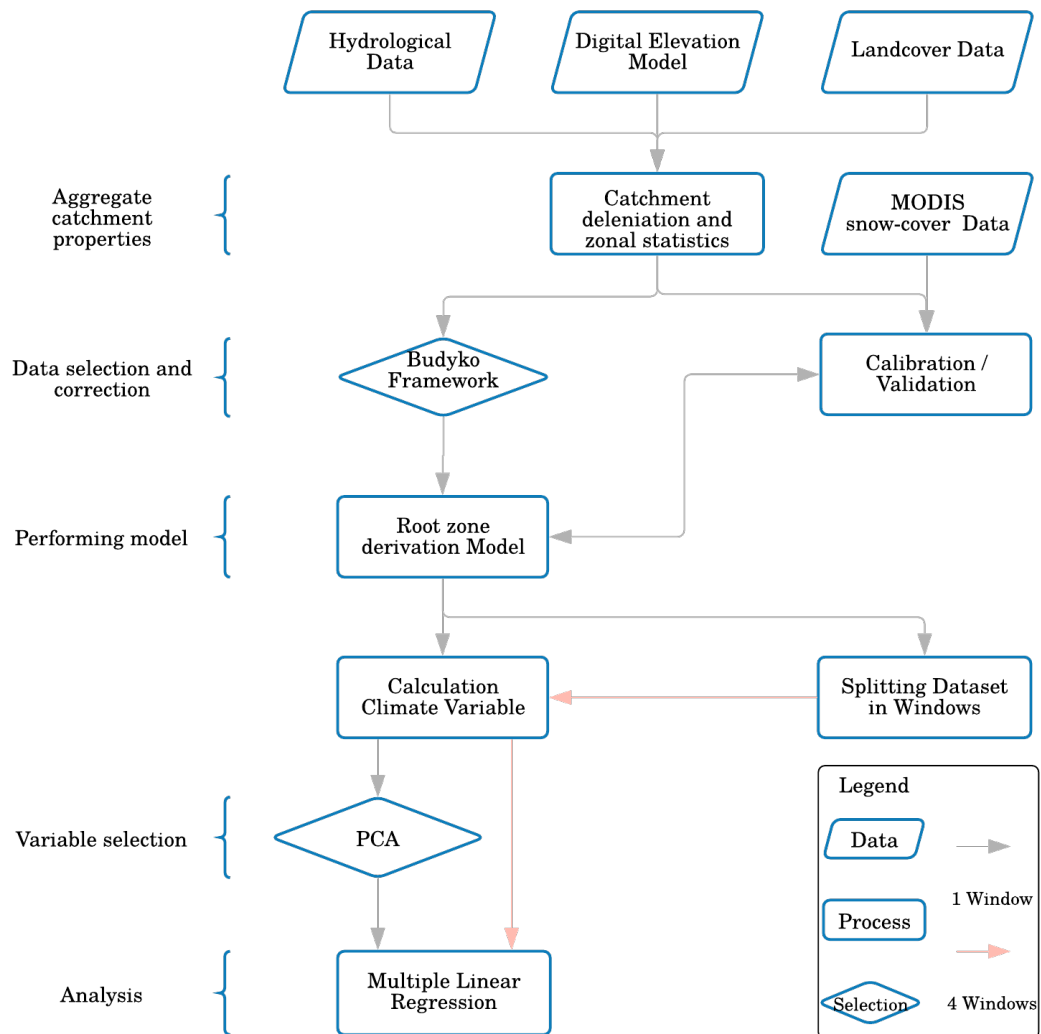 Hydrological
Data
Digital Elevation
Model
Landcover Data
Aggregate
catchment
properties
Catchment
deleniation and
zonal statistics
MODIS
snow-cover Data
Data selection and
correction
Budyko
Framework
Calibration /
Validation
Performing model
Root zone
derivation Model
Calculation
Climate Variable
Splitting Dataset
in Windows
Variable selection
PCA
Analysis
Multiple Linear
Regression
Legend
Data
1 Window
Process
Selection
4 Windows